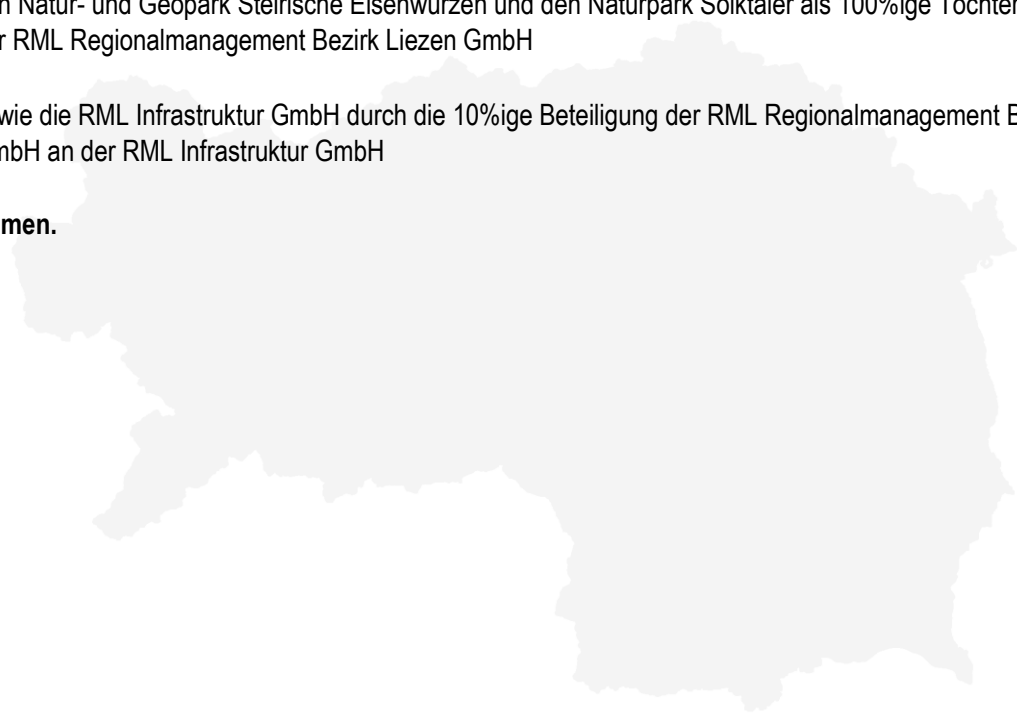 n Natur- und Geopark Steirische Eisenwurzen und den Naturpark Sölktäler als 100%ige Tochter
r RML Regionalmanagement Bezirk Liezen GmbH
wie die RML Infrastruktur GmbH durch die 10%ige Beteiligung der RML Regionalmanagement B
mbH an der RML Infrastruktur GmbH
men.